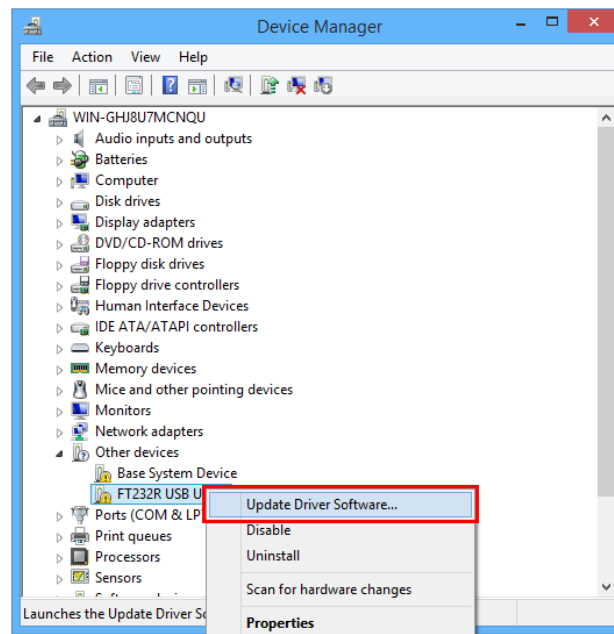 Device Manager
File Action View Help
WIN-GHJ8U7MCNQU
Audio inputs and outputs
Batteries
Computer
Disk drives
Display adapters
DVD/CD-ROM drives
Floppy disk drives
Floppy drive controllers
Human Interface Devices
IDE ATA/ATAPI controllers
Keyboards
Memory devices
Mice and other pointing devices
Monitors
Network adapters
Other devices
Base System Device
FT232R USB U
Update Driver Software...
Ports (COM & LP
Disable
Print queues
Uninstall
Processors
Sensors
Scan for hardware changes
Launches the Update Driver So
Properties